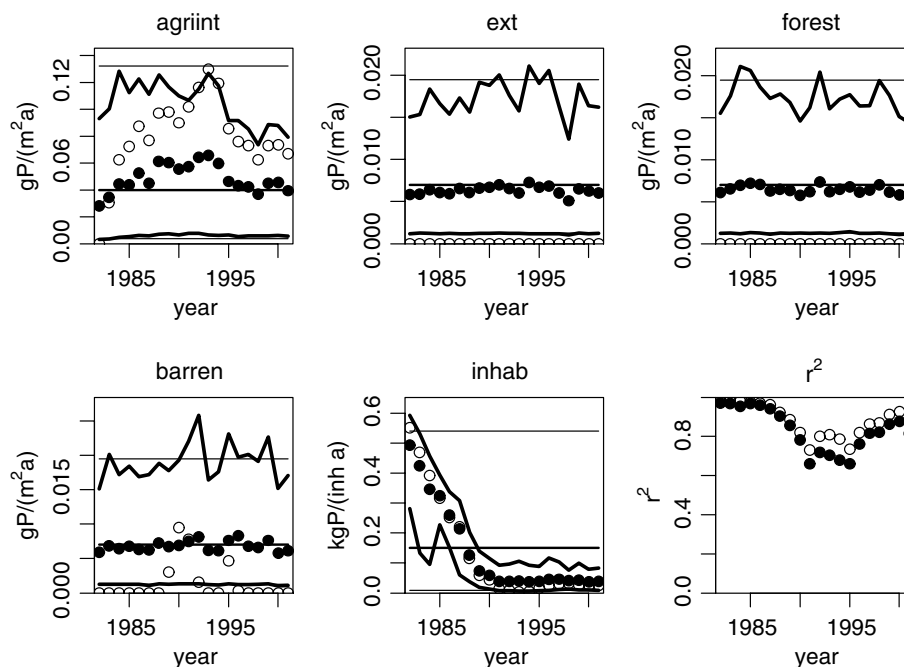 agriint
gP/(m²a)
0.00 0.06 0.12
1985 1995
year
ext
gP/(m²a)
0.000 0.010 0.020
1985 1995
year
forest
gP/(m²a)
0.000 0.010 0.020
1985 1995
year
barren
gP/(m²a)
0.000 0.015
1985 1995
year
inhab
kgP/(inh a)
0.0 0.2 0.4 0.6
1985 1995
year
r²
r²
0.0 0.4 0.8
1985 1995
year